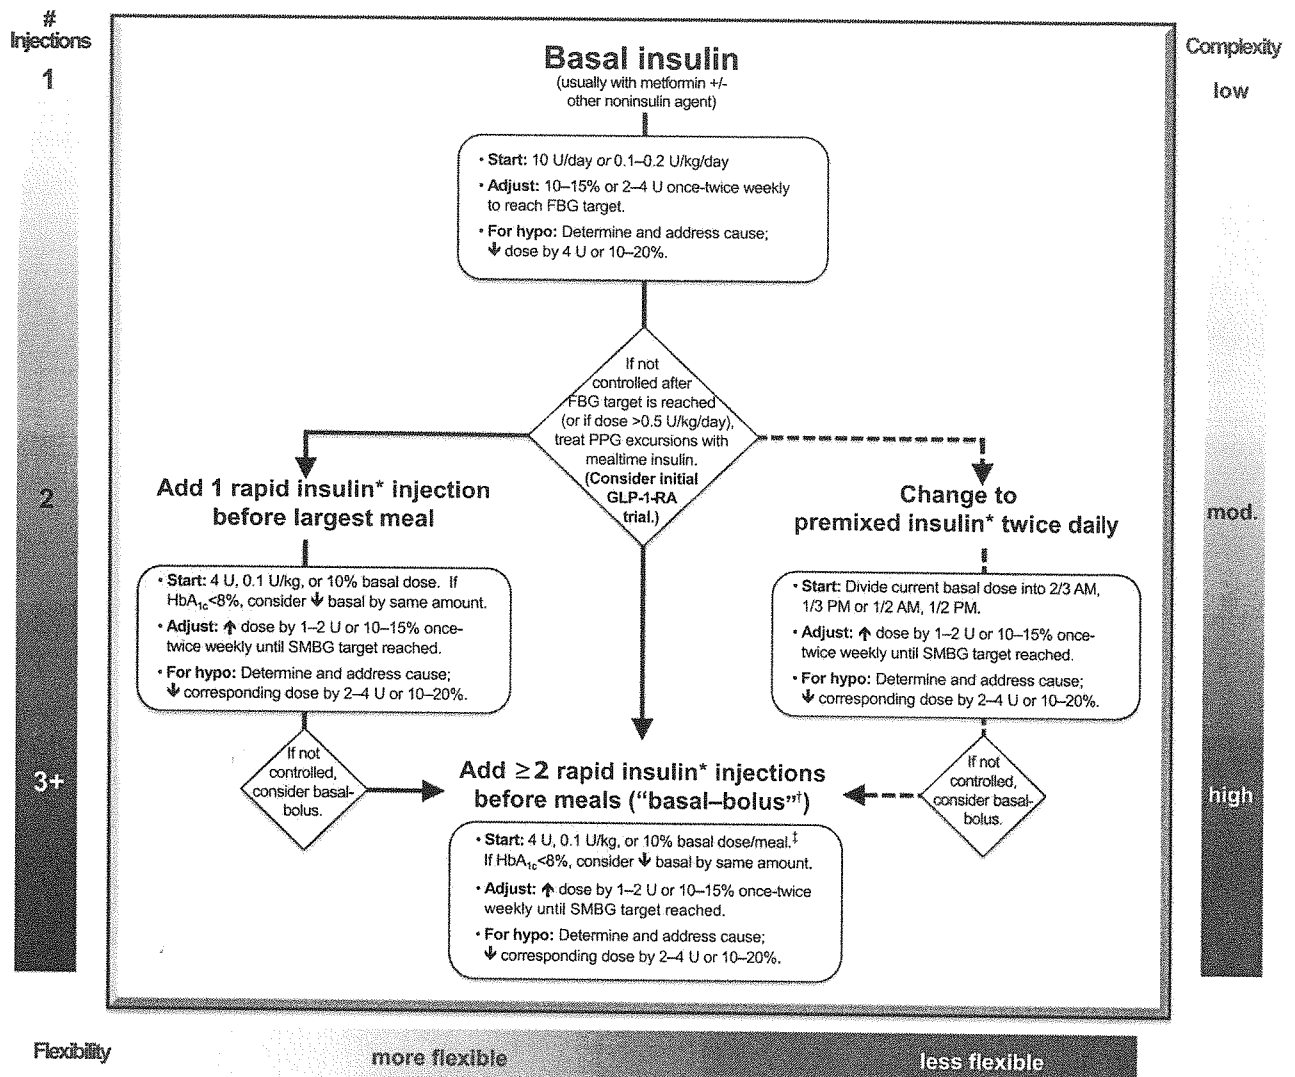 #
Injections
1
Complexity
low
Basal insulin
(usually with metformin +/-
other noninsulin agent)
• Start: 10 U/day or 0.1–0.2 U/kg/day
• Adjust: 10–15% or 2–4 U once-twice weekly
to reach FBG target.
• For hypo: Determine and address cause;
↓ dose by 4 U or 10–20%.
If not
controlled after
FBG target is reached
(or if dose >0.5 U/kg/day),
treat PPG excursions with
mealtime insulin.
(Consider initial
GLP-1-RA
trial.)
2
Add 1 rapid insulin* injection
before largest meal
• Start: 4 U, 0.1 U/kg, or 10% basal dose. If
HbA1c<8%, consider ↓ basal by same amount.
• Adjust: ↑ dose by 1–2 U or 10–15% once-
twice weekly until SMBG target reached.
• For hypo: Determine and address cause;
↓ corresponding dose by 2–4 U or 10–20%.
Change to
premixed insulin* twice daily
mod.
• Start: Divide current basal dose into 2/3 AM,
1/3 PM or 1/2 AM, 1/2 PM.
• Adjust: ↑ dose by 1–2 U or 10–15% once-
twice weekly until SMBG target reached.
• For hypo: Determine and address cause;
↓ corresponding dose by 2–4 U or 10–20%.
3+
If not
controlled,
consider basal-
bolus.
Add ≥2 rapid insulin* injections
before meals ("basal–bolus"†)
If not
controlled,
consider basal-
bolus.
high
• Start: 4 U, 0.1 U/kg, or 10% basal dose/meal.‡
If HbA1c<8%, consider ↓ basal by same amount.
• Adjust: ↑ dose by 1–2 U or 10–15% once-twice
weekly until SMBG target reached.
• For hypo: Determine and address cause;
↓ corresponding dose by 2–4 U or 10–20%.
Flexibility
more flexible
less flexible